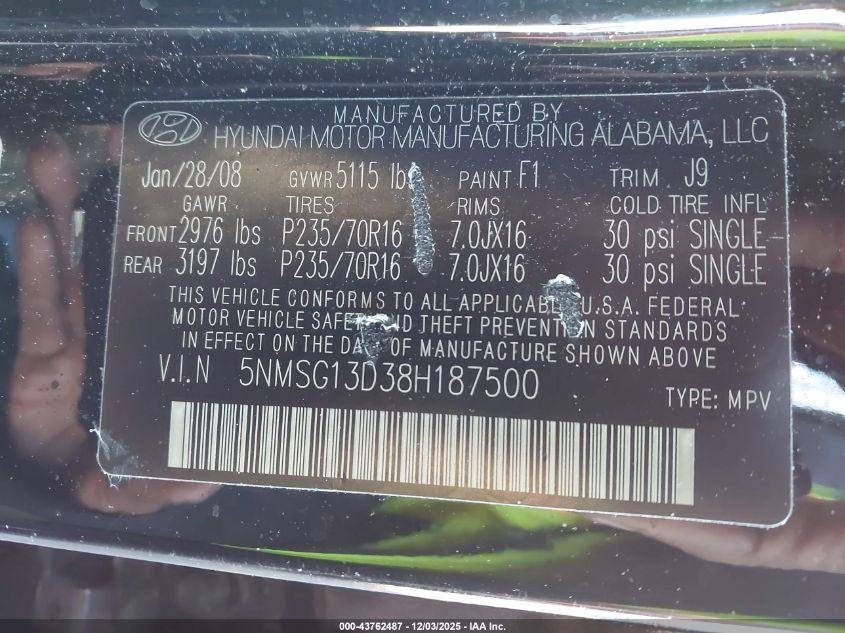 MANUFACTURED BY
HYUNDAI MOTOR MANUFACTURING ALABAMA, LLC
Jan/28/08 GVWR 5115 lbs PAINT F1 TRIM J9
GAWR TIRES RIMS COLD TIRE INFL
FRONT 2976 lbs P235/70R16 7.0JX16 30 psi SINGLE
REAR 3197 lbs P235/70R16 7.0JX16 30 psi SINGLE
THIS VEHICLE CONFORMS TO ALL APPLICABLE U.S.A. FEDERAL
MOTOR VEHICLE SAFETY AND THEFT PREVENTION STANDARDS
IN EFFECT ON THE DATE OF MANUFACTURE SHOWN ABOVE
V.I.N 5NMSG13D38H187500
TYPE: MPV
000-43762487 - 12/03/2025 - IAA Inc.